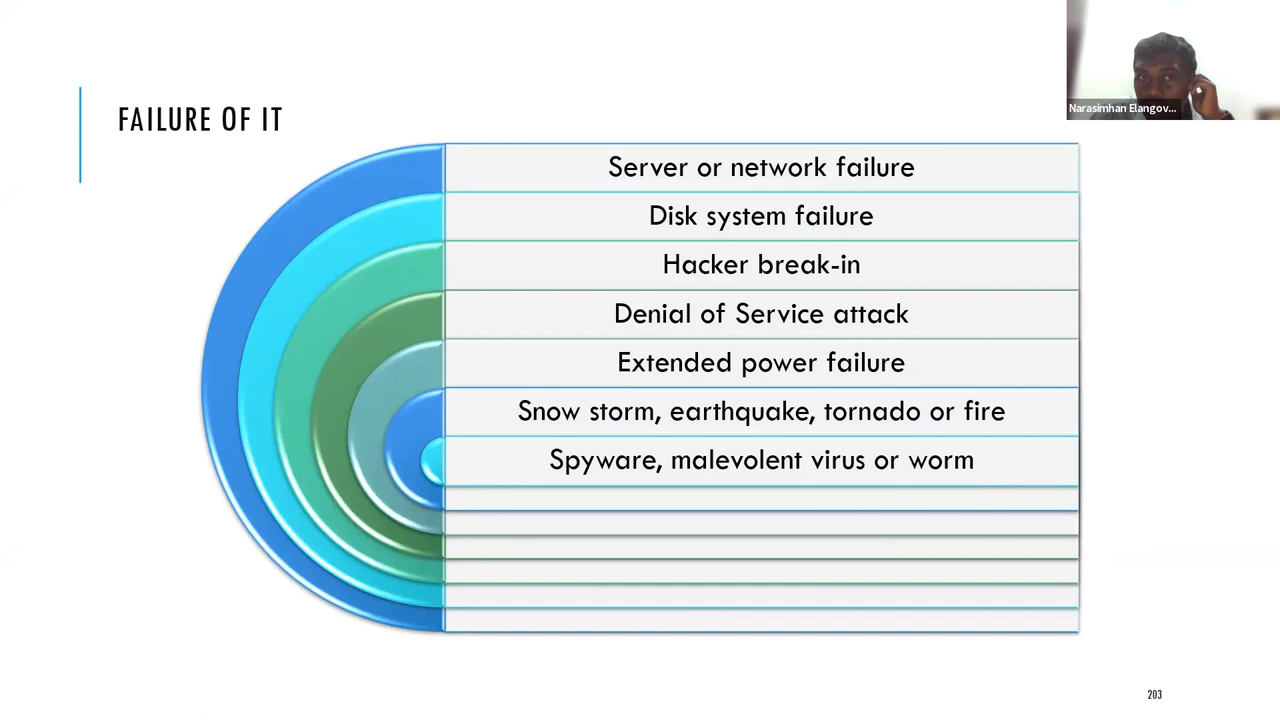 Narasimhan Elangov...
FAILURE OF IT
Server or network failure
Disk system failure
Hacker break-in
Denial of Service attack
Extended power failure
Snow storm, earthquake, tornado or fire
Spyware, malevolent virus or worm
203